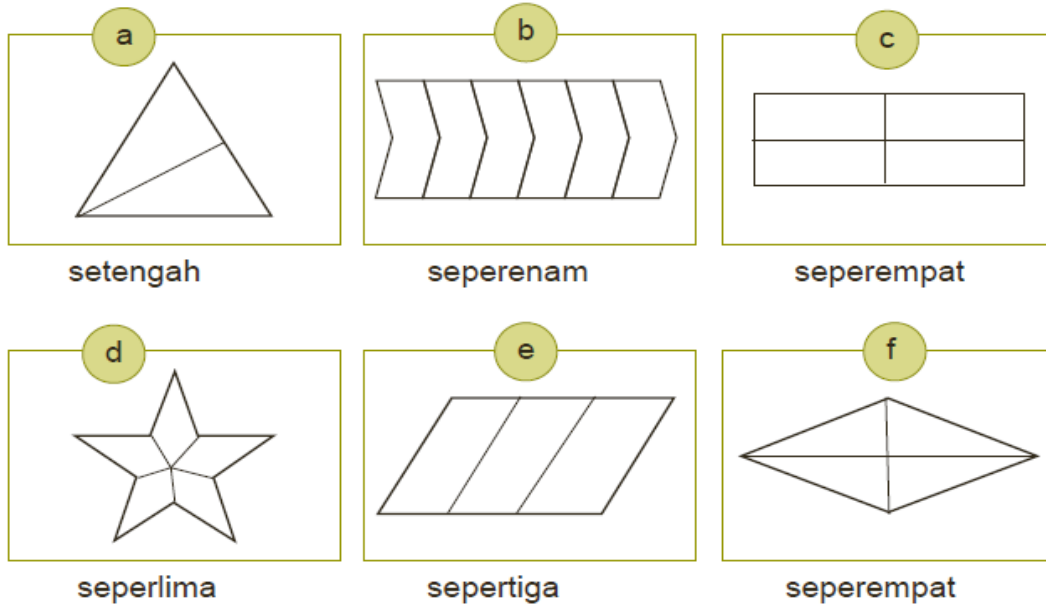 a
b
c
setengah
seperenam
seperempat
d
e
f
seperlima
sepertiga
seperempat